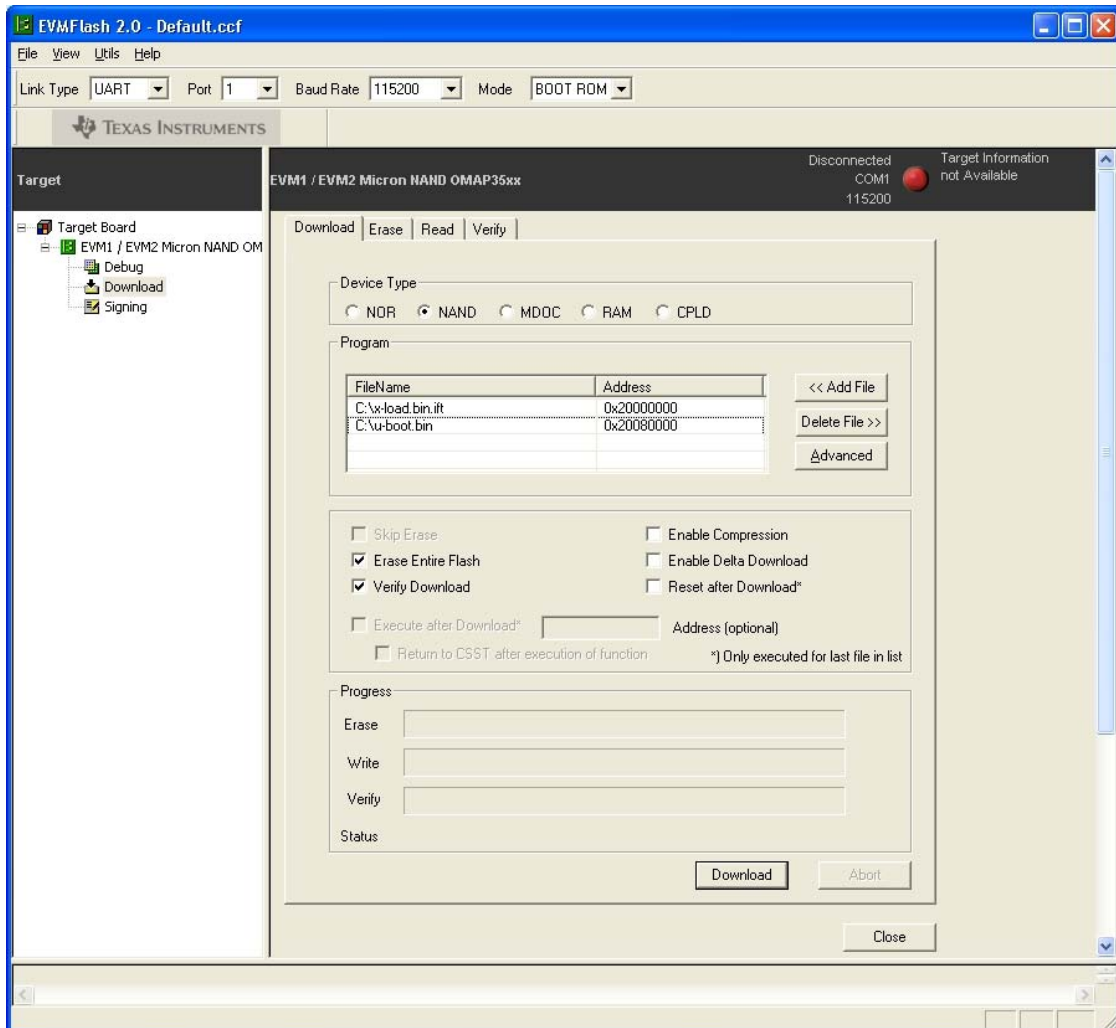 EVMFlash 2.0 - Default.ccf
File View Utils Help
Link Type UART Port 1 Baud Rate 115200 Mode BOOT ROM
TEXAS INSTRUMENTS
Target
EVM1 / EVM2 Micron NAND OMAP35xx
Disconnected
COM1
115200
Target Information
not Available
Target Board
EVM1 / EVM2 Micron NAND OM
Debug
Download
Signing
Download Erase Read Verify
Device Type
NOR NAND MDOC RAM CPLD
Program
FileName Address
C:\x-load.bin.ift 0x20000000
C:\u-boot.bin 0x20080000
<< Add File
Delete File >>
Advanced
Skip Erase Enable Compression
Erase Entire Flash Enable Delta Download
Verify Download Reset after Download*
Execute after Download* Address (optional)
Return to CSST after execution of function *) Only executed for last file in list
Progress
Erase
Write
Verify
Status
Download Abort
Close